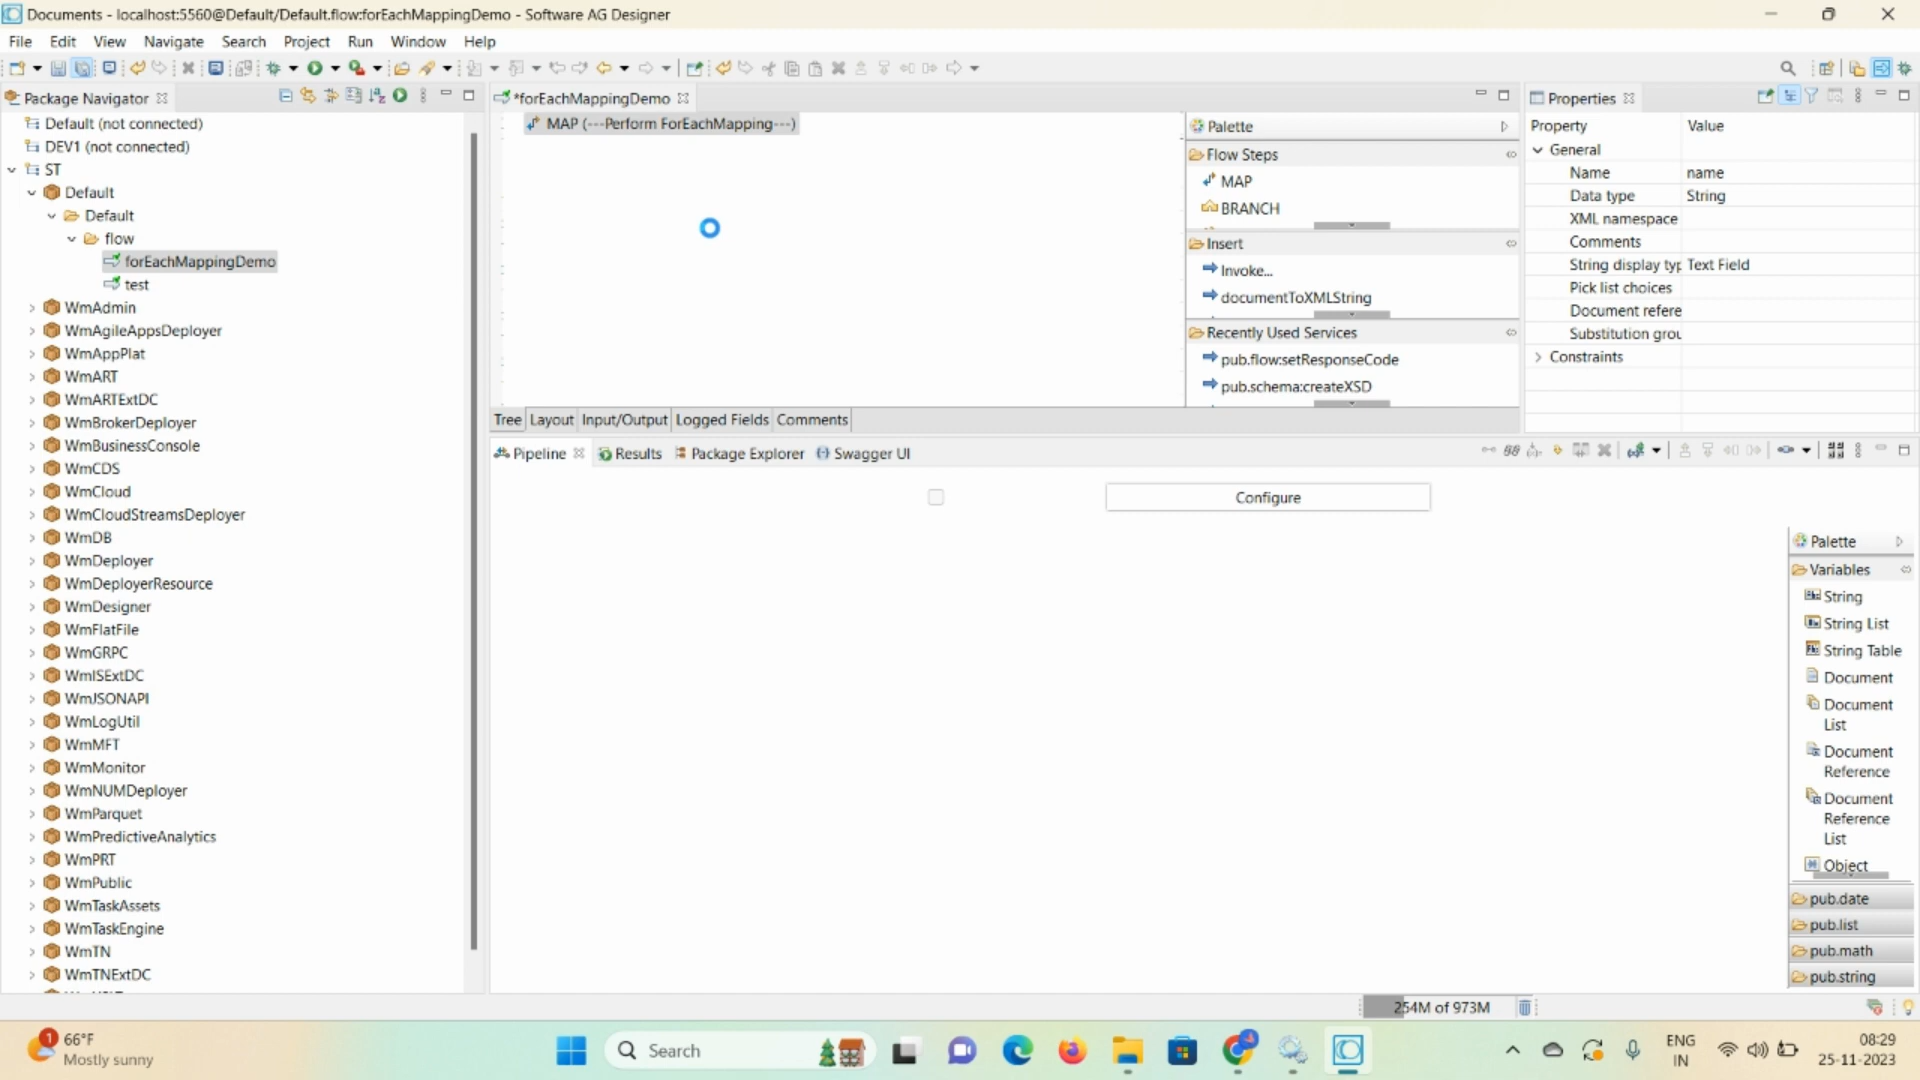 Documents - localhost:5560@Default/Default.flow:forEachMappingDemo - Software AG Designer
File Edit View Navigate Search Project Run Window Help
Package Navigator
Default (not connected)
DEV1 (not connected)
ST
Default
Default
flow
forEachMappingDemo
test
WmAdmin
WmAgileAppsDeployer
WmAppPlat
WmART
WmARTExtDC
WmBrokerDeployer
WmBusinessConsole
WmCDS
WmCloud
WmCloudStreamsDeployer
WmDB
WmDeployer
WmDeployerResource
WmDesigner
WmFlatFile
WmGRPC
WmISExtDC
WmJSONAPI
WmLogUtil
WmMFT
WmMonitor
WmNUMDeployer
WmParquet
WmPredictiveAnalytics
WmPRT
WmPublic
WmTaskAssets
WmTaskEngine
WmTN
WmTNExtDC
*forEachMappingDemo
MAP (---Perform ForEachMapping---)
Palette
Flow Steps
MAP
BRANCH
Insert
Invoke...
documentToXMLString
Recently Used Services
pub.flow:setResponseCode
pub.schema:createXSD
Tree Layout Input/Output Logged Fields Comments
Properties
Property Value
General
Name name
Data type String
XML namespace
Comments
String display typ Text Field
Pick list choices
Document refere
Substitution grou
Constraints
Pipeline Results Package Explorer Swagger UI
Configure
Palette
Variables
String
String List
String Table
Document
Document
List
Document
Reference
Document
Reference
List
Object
pub.date
pub.list
pub.math
pub.string
254M of 973M
1
66°F
Mostly sunny
Search
4
ENG
IN
08:29
25-11-2023